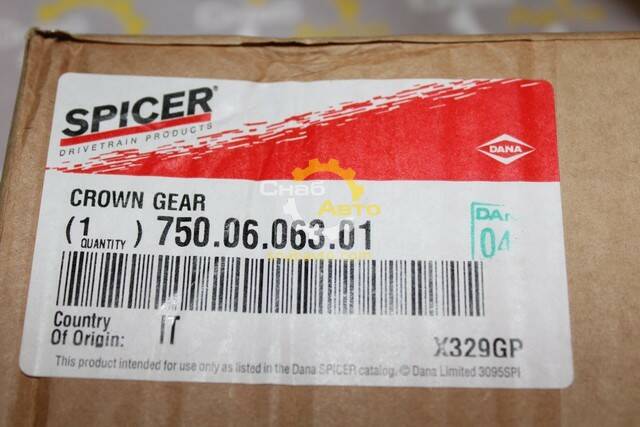 SPICER®
DRIVETRAIN PRODUCTS
DANA
CROWN GEAR
Снаб
Авто
(1 QUANTITY) 750.06.063.01
04
Country
Of Origin: IT
X329GP
This product intended for use only as listed in the Dana SPICER catalog. © Dana Limited 3095SPI